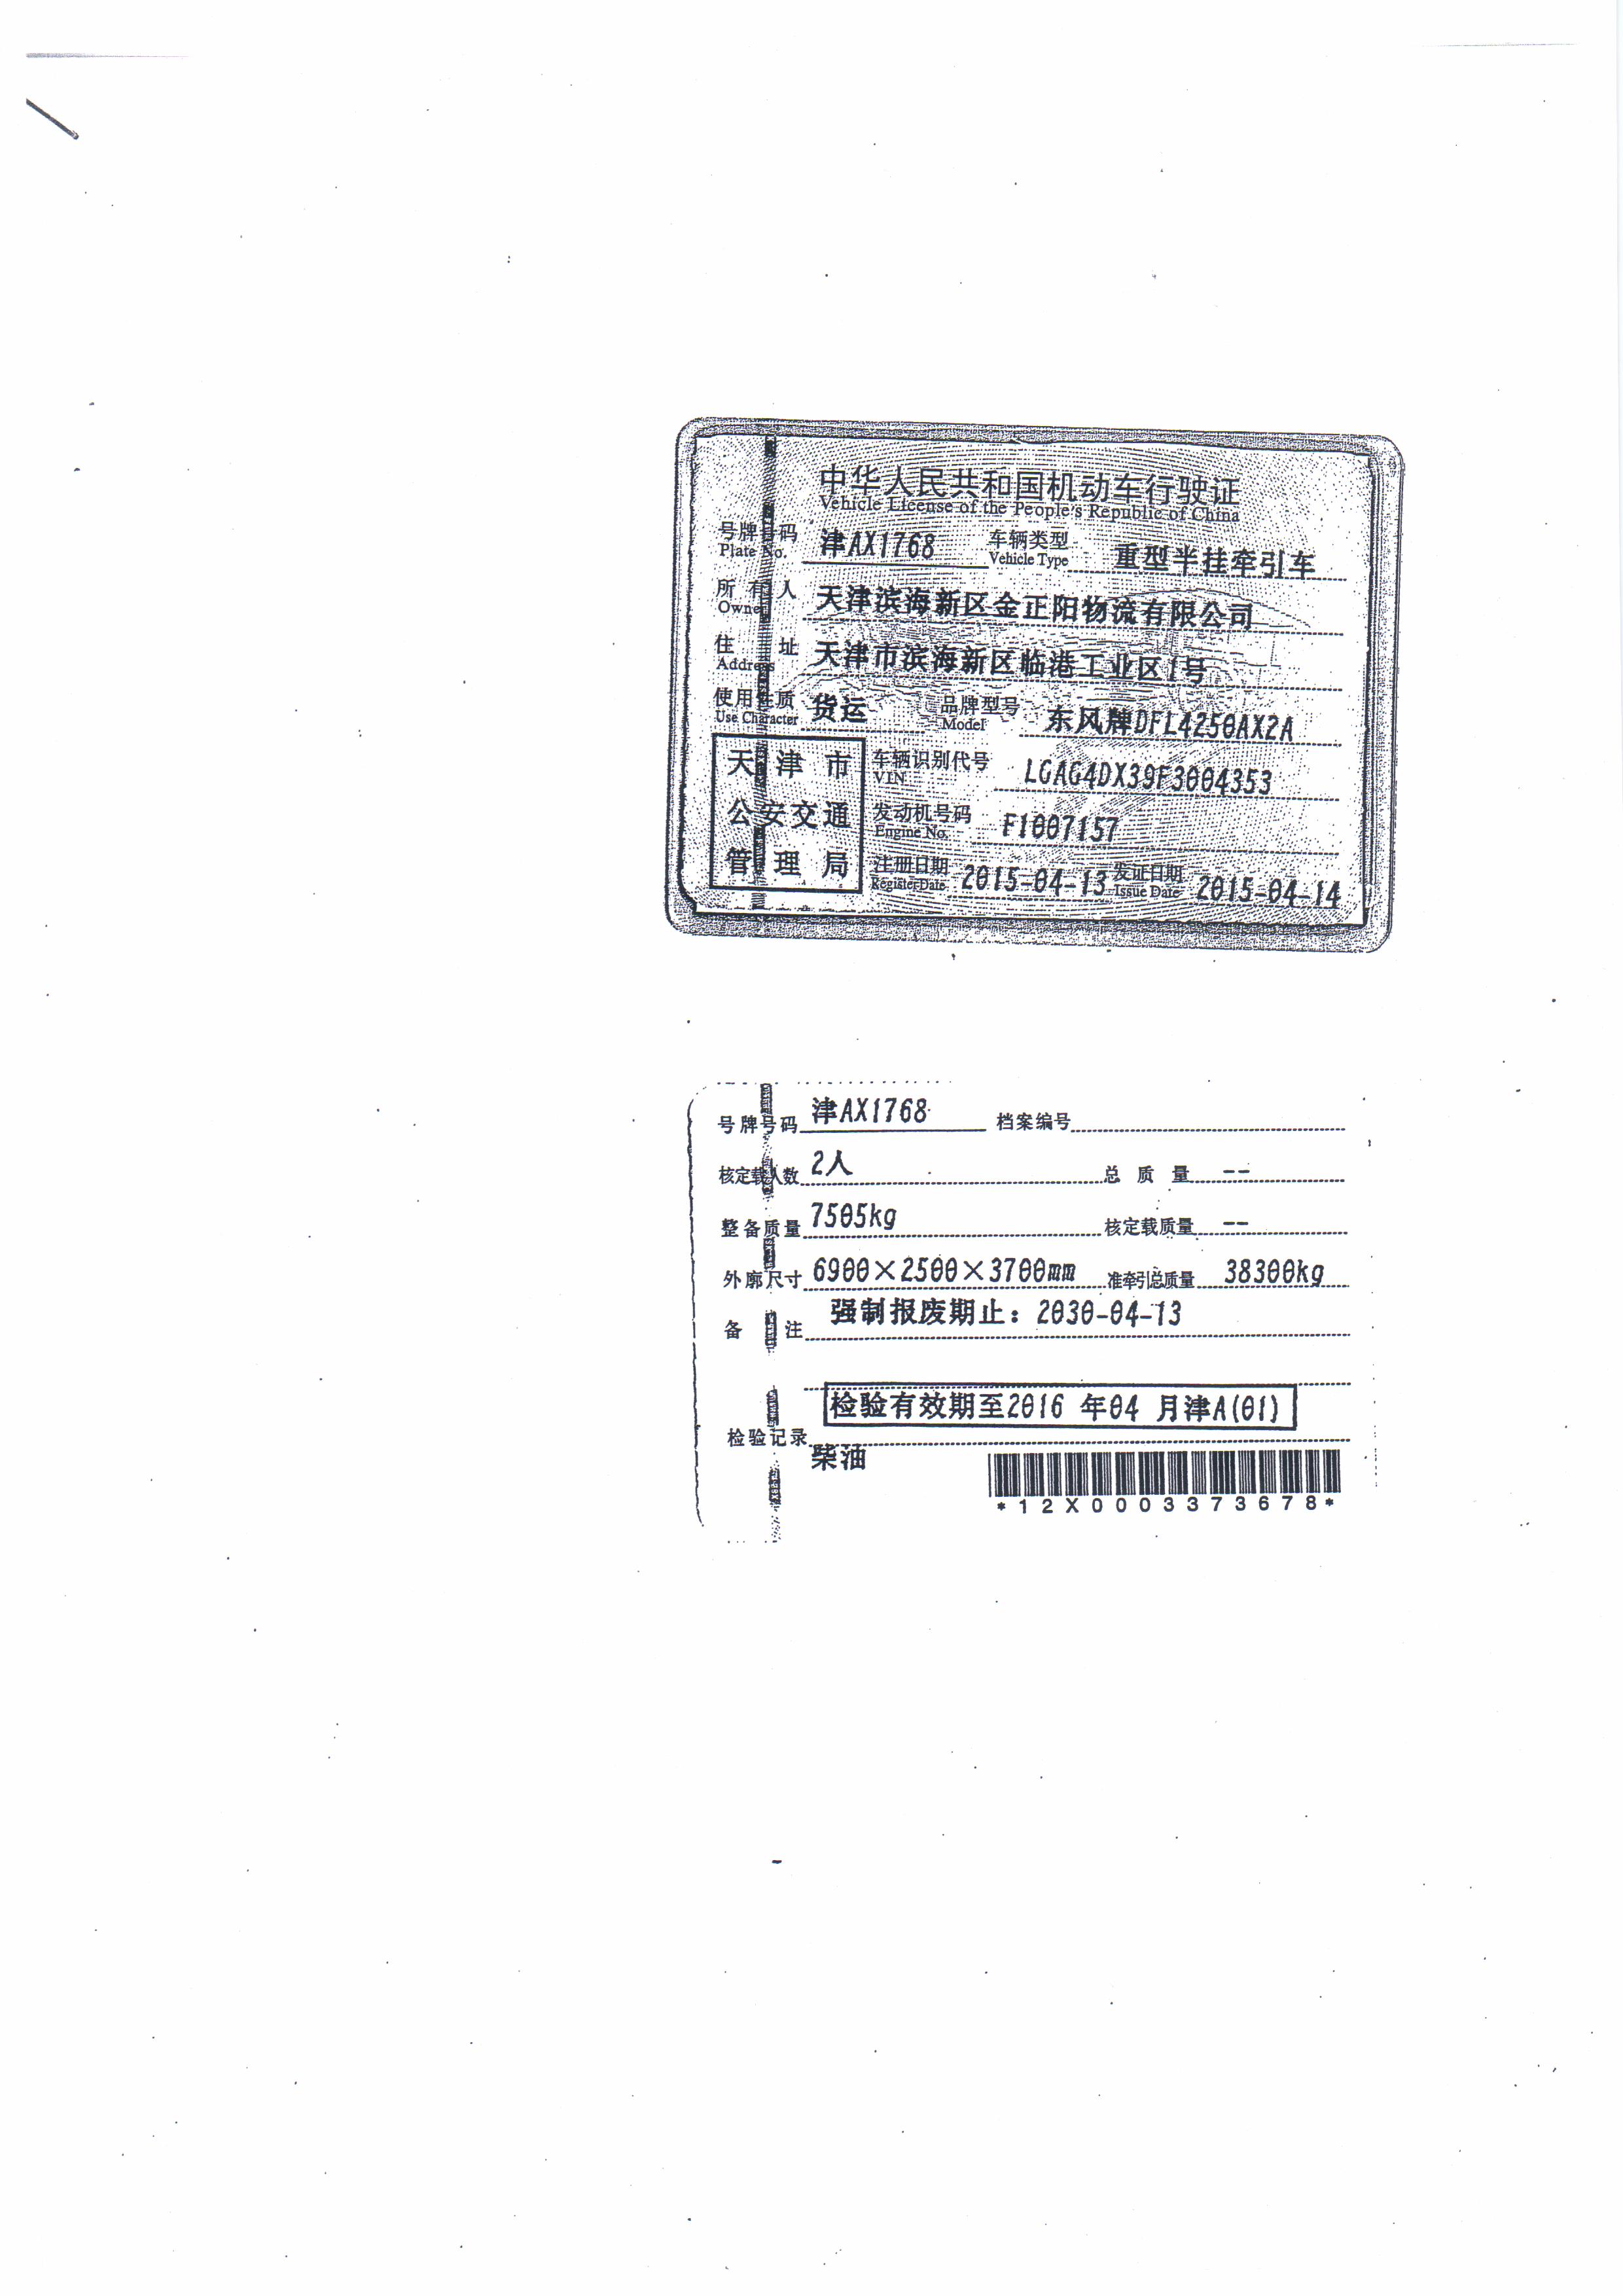 中华人民共和国机动车行驶证
Vehicle License of the People's Republic of China
号牌号码 津AX1768 车辆类型 重型半挂牵引车
Plate No. Vehicle Type
所有人 天津滨海新区金正阳物流有限公司
Owner
住址 天津市滨海新区临港工业区1号
Address
使用性质 货运 品牌型号 东风牌DFL4250AX2A
Use Character Model
天津市 车辆识别代号 LGAG4DX39F3004353
VIN
公安交通 发动机号码 F1007157
Engine No.
管理局 注册日期 2015-04-13 发证日期 2015-04-14
Register Date Issue Date
号牌号码 津AX1768 档案编号
核定载人数 2人 总质量 --
整备质量 7505kg 核定载质量 --
外廓尺寸 6900×2500×3700mm 准牵引总质量 38300kg
备注 强制报废期止：2030-04-13
检验有效期至2016 年04 月津A(01)
检验记录
柴油
*12X0003373678*